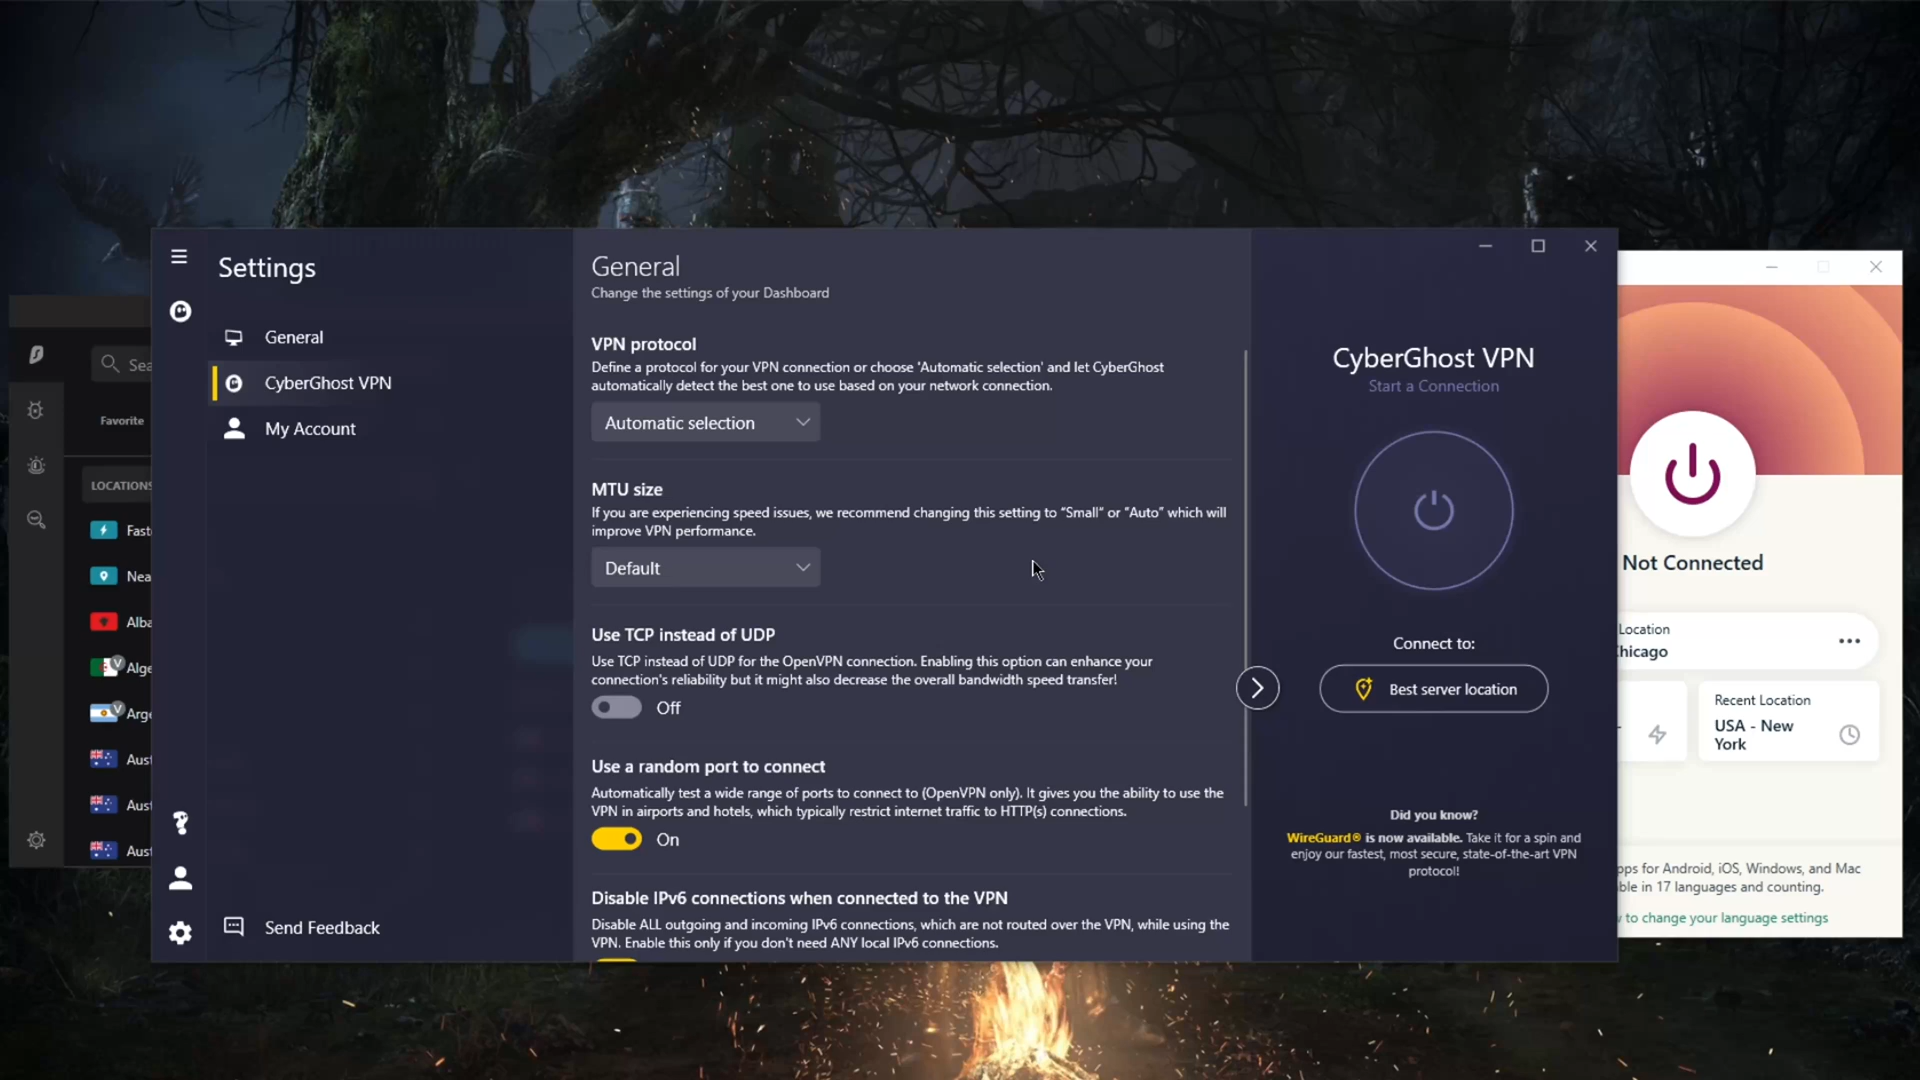 Settings
General
CyberGhost VPN
My Account
Send Feedback
General
Change the settings of your Dashboard
VPN protocol
Define a protocol for your VPN connection or choose 'Automatic selection' and let CyberGhost
automatically detect the best one to use based on your network connection.
Automatic selection
MTU size
If you are experiencing speed issues, we recommend changing this setting to "Small" or "Auto" which will
improve VPN performance.
Default
Use TCP instead of UDP
Use TCP instead of UDP for the OpenVPN connection. Enabling this option can enhance your
connection's reliability but it might also decrease the overall bandwidth speed transfer!
Off
Use a random port to connect
Automatically test a wide range of ports to connect to (OpenVPN only). It gives you the ability to use the
VPN in airports and hotels, which typically restrict internet traffic to HTTP(s) connections.
On
Disable IPv6 connections when connected to the VPN
Disable ALL outgoing and incoming IPv6 connections, which are not routed over the VPN, while using the
VPN. Enable this only if you don't need ANY local IPv6 connections.
CyberGhost VPN
Start a Connection
Connect to:
Best server location
Did you know?
WireGuard® is now available. Take it for a spin and
enjoy our fastest, most secure, state-of-the-art VPN
protocol!
Sea
Favorite
LOCATIONS
Fast
Nea
Alba
V Alge
V Arge
Aust
Aust
Aust
Not Connected
Location
hicago
Recent Location
USA - New
York
pps for Android, iOS, Windows, and Mac
ble in 17 languages and counting.
to change your language settings